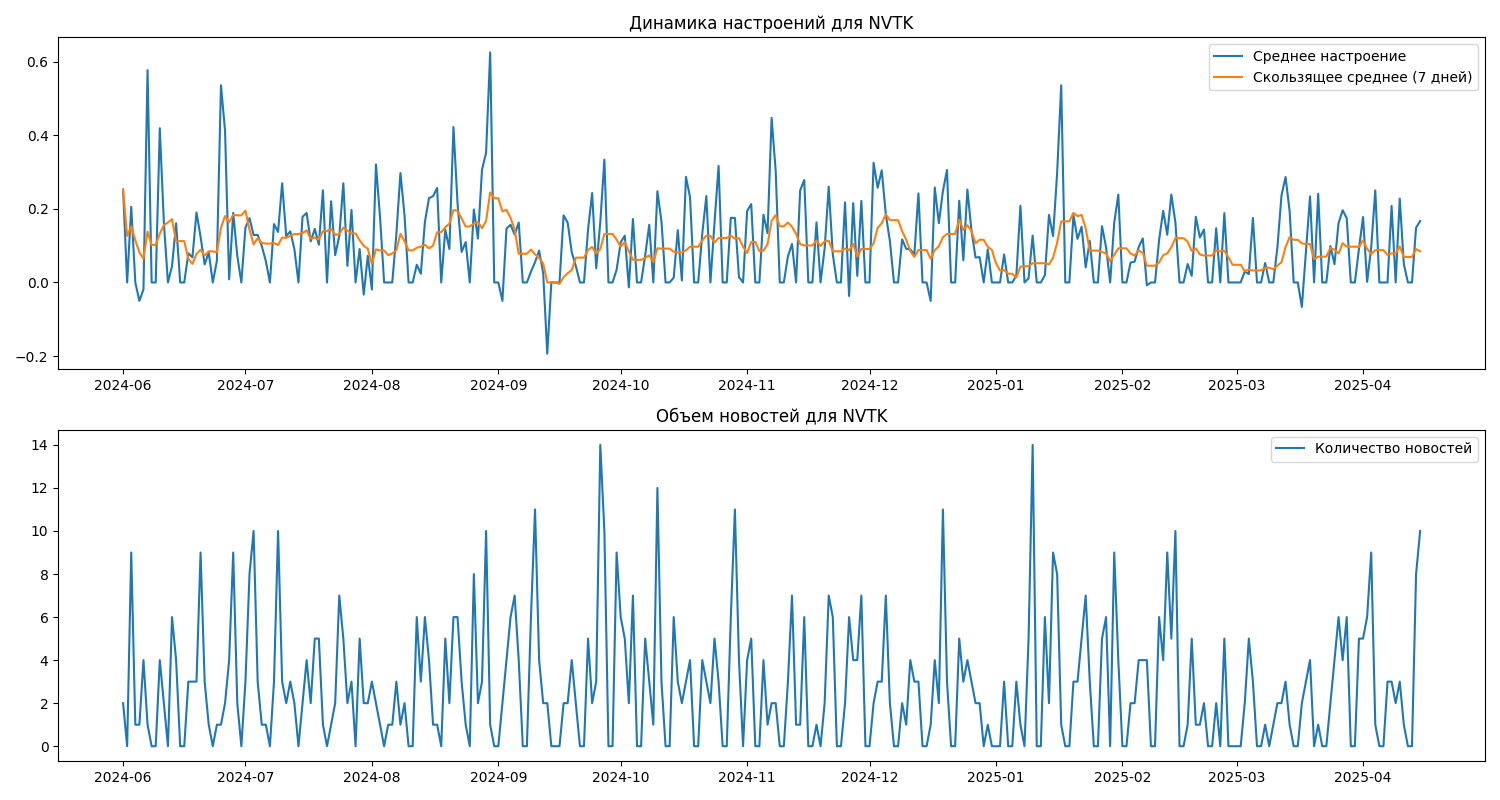 Динамика настроений для NVTK
Среднее настроение
Скользящее среднее (7 дней)
0.6
0.4
0.2
0.0
−0.2
2024-06 2024-07 2024-08 2024-09 2024-10 2024-11 2024-12 2025-01 2025-02 2025-03 2025-04
Объем новостей для NVTK
Количество новостей
14
12
10
8
6
4
2
0
2024-06 2024-07 2024-08 2024-09 2024-10 2024-11 2024-12 2025-01 2025-02 2025-03 2025-04